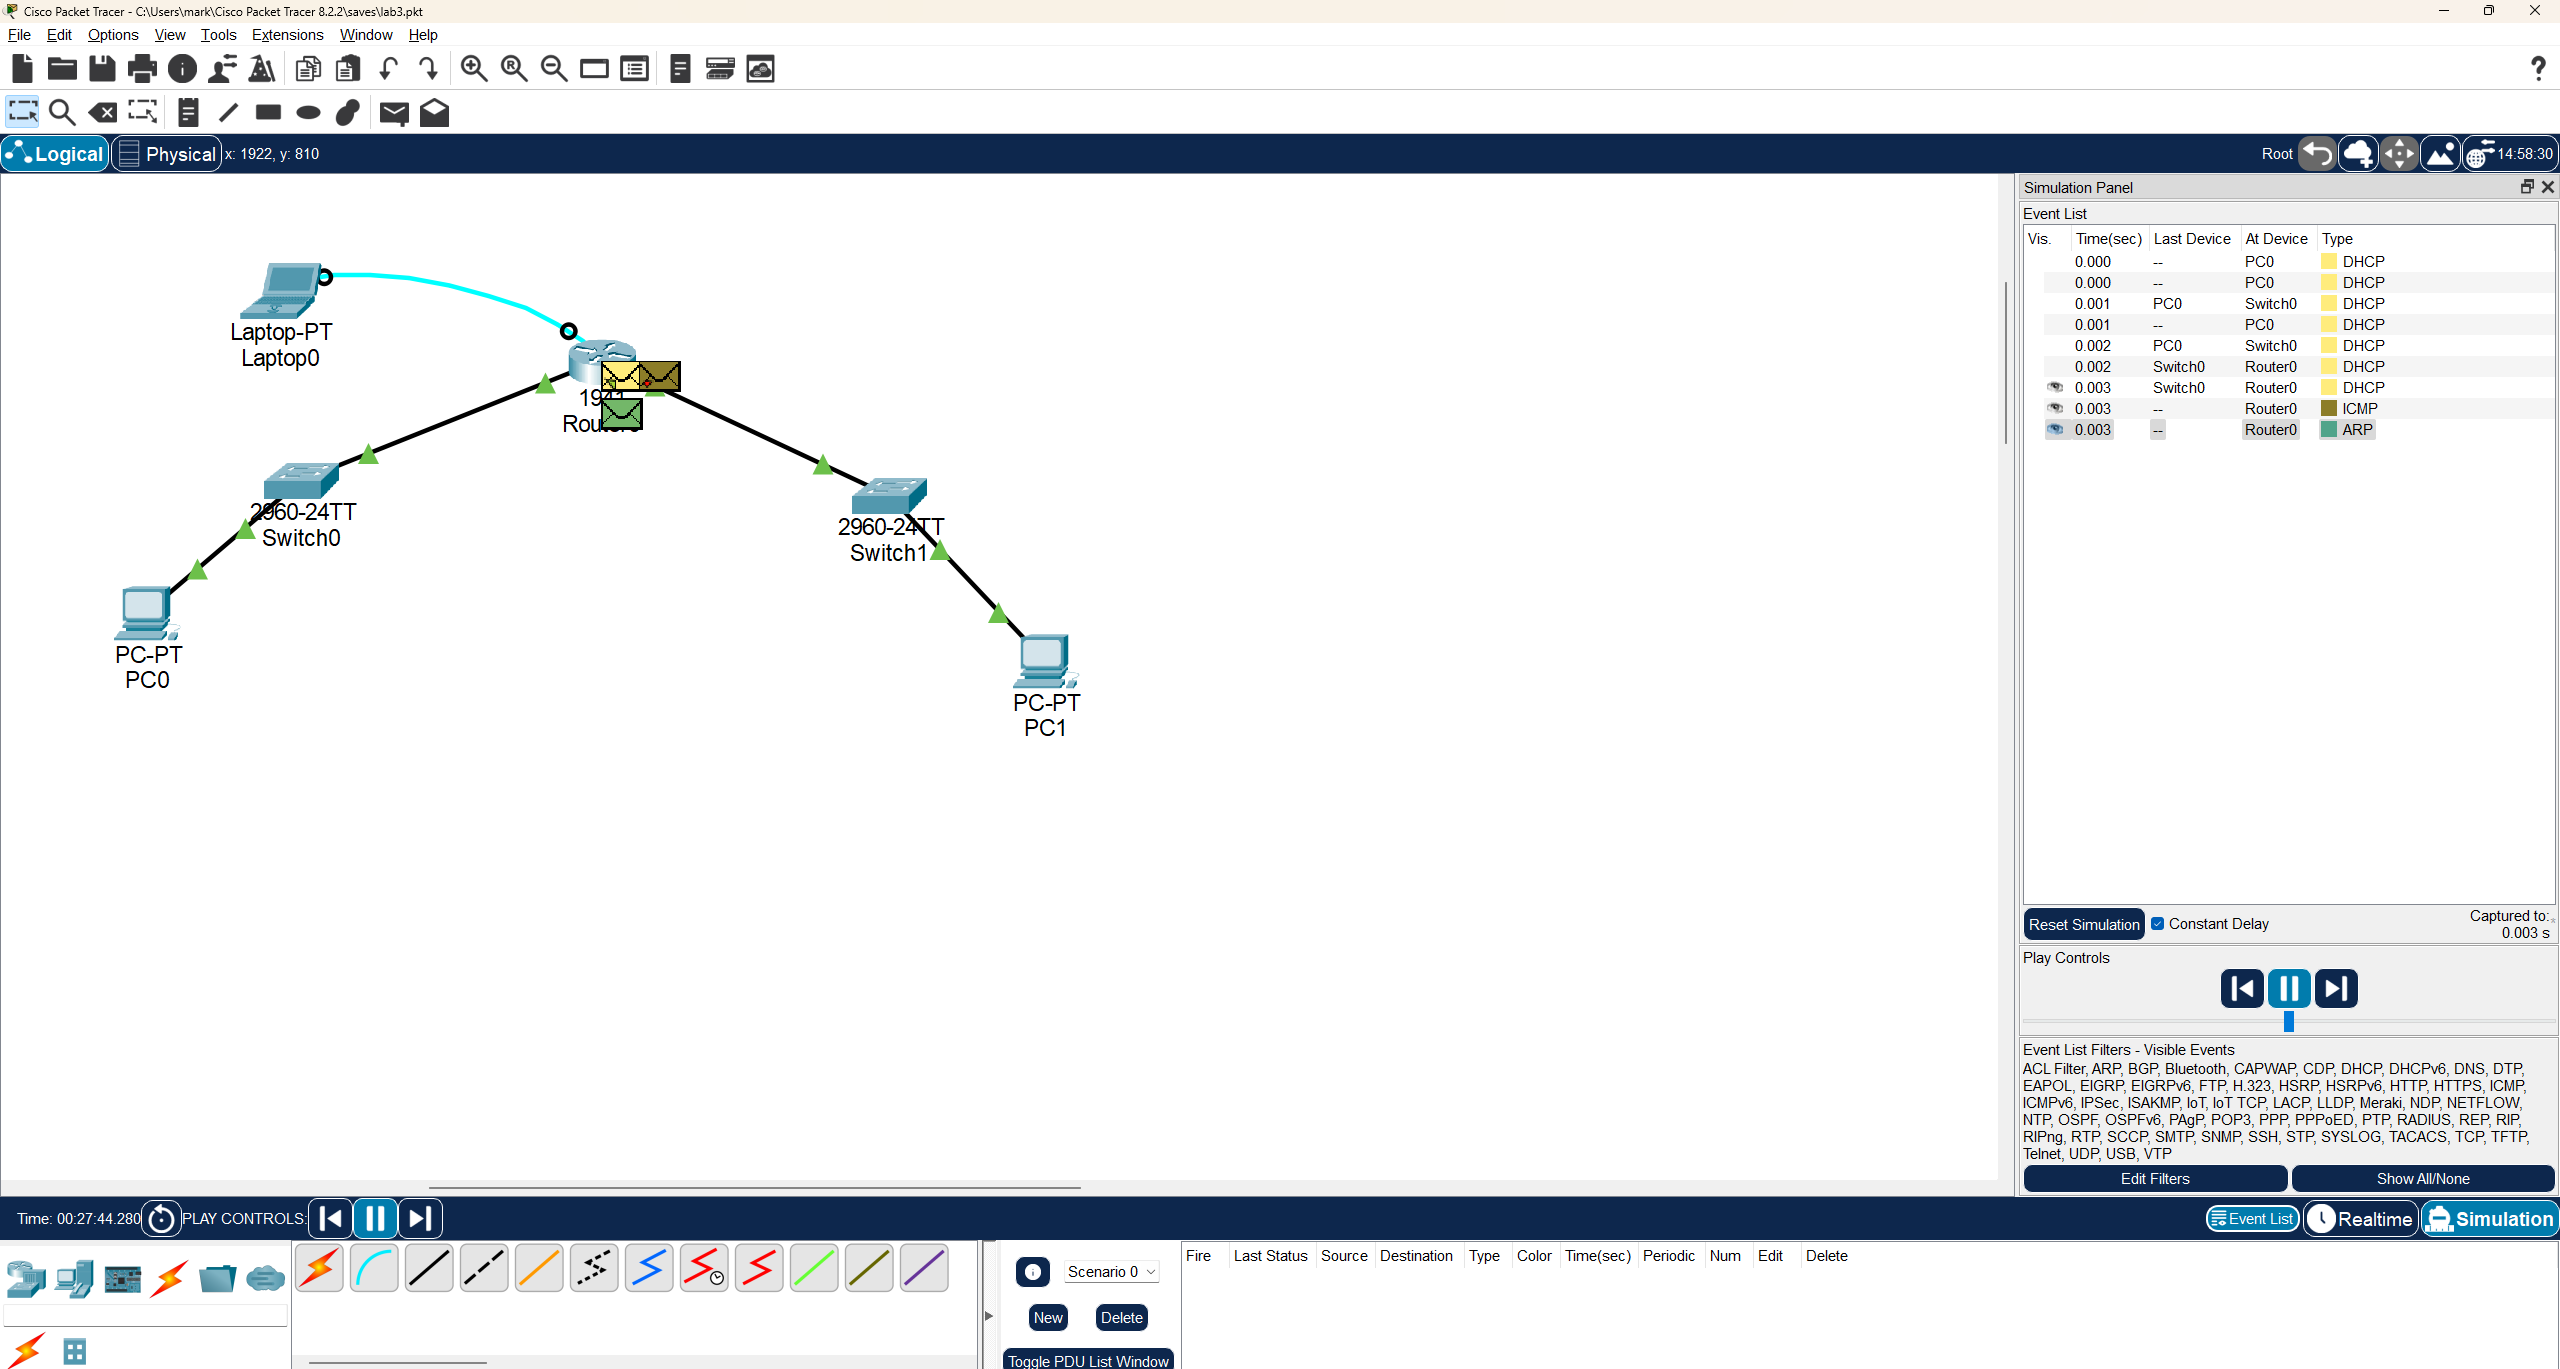 Cisco Packet Tracer - C:\Users\mark\Cisco Packet Tracer 8.2.2\saves\lab3.pkt
File Edit Options View Tools Extensions Window Help
Logical Physical x: 1922, y: 810
Root 14:58:30
Simulation Panel
Event List
Vis. Time(sec) Last Device At Device Type
0.000 -- PC0 DHCP
0.000 -- PC0 DHCP
0.001 PC0 Switch0 DHCP
0.001 -- PC0 DHCP
0.002 PC0 Switch0 DHCP
0.002 Switch0 Router0 DHCP
0.003 Switch0 Router0 DHCP
0.003 -- Router0 ICMP
0.003 -- Router0 ARP
Laptop-PT
Laptop0
1941
2960-24TT
Switch0
2960-24TT
Switch1
PC-PT
PC0
PC-PT
PC1
Reset Simulation Constant Delay
Captured to:
0.003 s
Play Controls
Event List Filters - Visible Events
ACL Filter, ARP, BGP, Bluetooth, CAPWAP, CDP, DHCP, DHCPv6, DNS, DTP,
EAPOL, EIGRP, EIGRPv6, FTP, H.323, HSRP, HSRPv6, HTTP, HTTPS, ICMP,
ICMPv6, IPSec, ISAKMP, IoT, IoT TCP, LACP, LLDP, Meraki, NDP, NETFLOW,
NTP, OSPF, OSPFv6, PAgP, POP3, PPP, PPPoED, PTP, RADIUS, REP, RIP,
RIPng, RTP, SCCP, SMTP, SNMP, SSH, STP, SYSLOG, TACACS, TCP, TFTP,
Telnet, UDP, USB, VTP
Edit Filters Show All/None
Time: 00:27:44.280 PLAY CONTROLS:
Event List Realtime Simulation
Scenario 0
New Delete
Toggle PDU List Window
Fire Last Status Source Destination Type Color Time(sec) Periodic Num Edit Delete